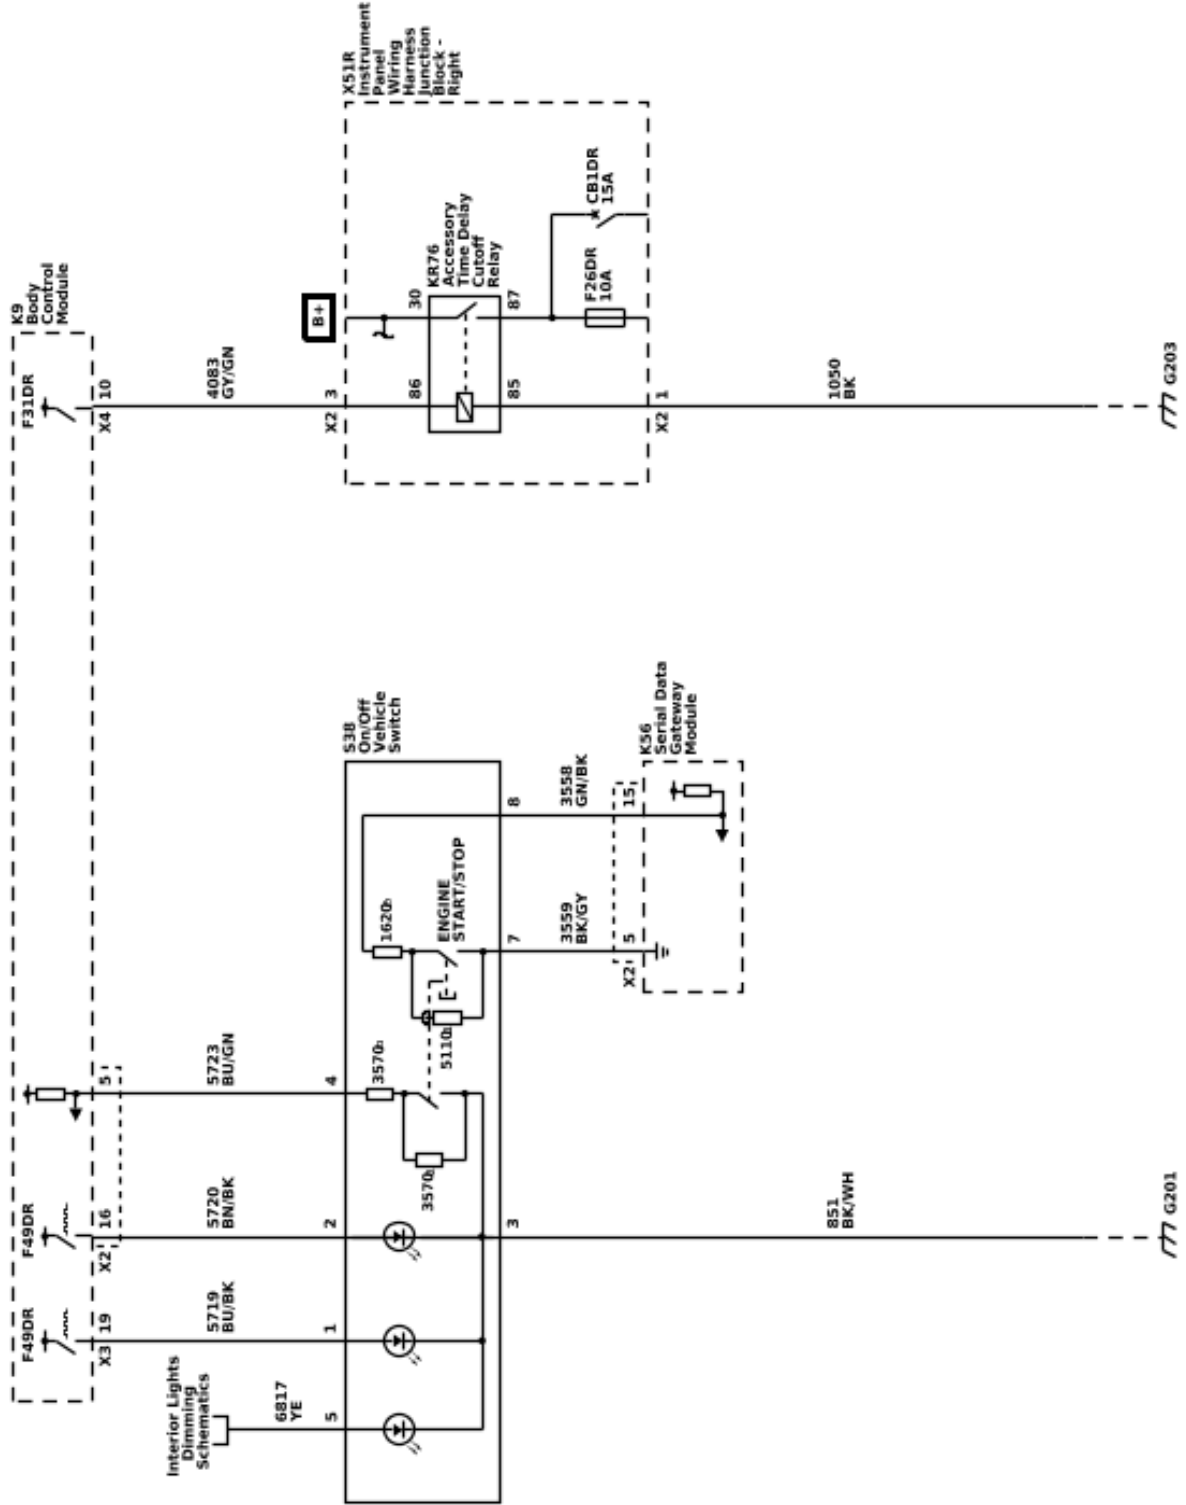 K9
Body
Control
Module
F49DR
F49DR
F31DR
X3
19
X2
16
5
X4
10
Interior Lights
Dimming
Schematics
6817
YE
5719
BU/BK
5720
BN/BK
5723
BU/GN
4083
GY/GN
B+
X51R
Instrument
Panel
Wiring
Harness
Junction
Block -
Right
5
1
2
4
X2
3
S38
On/Off
Vehicle
Switch
3570
3570
1620
5110
ENGINE
START/STOP
86
30
KR76
Accessory
Time Delay
Cutoff
Relay
85
87
F26DR
10A
CB1DR
15A
3
7
8
3559
BK/GY
3558
GN/BK
X2
5
15
K56
Serial Data
Gateway
Module
X2
1
851
BK/WH
1050
BK
G201
G203